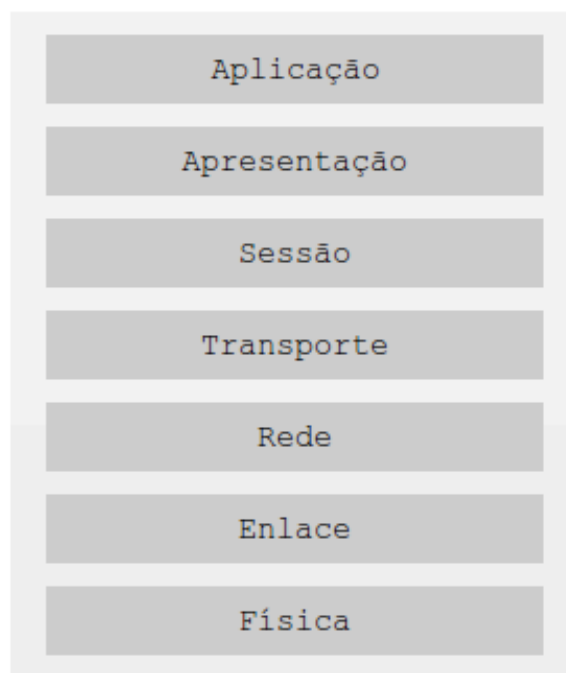 Aplicação
Apresentação
Sessão
Transporte
Rede
Enlace
Física